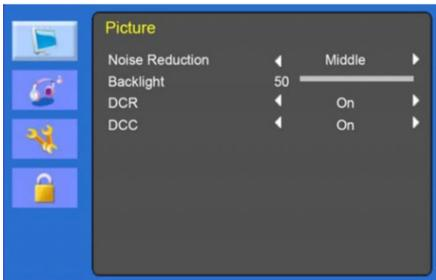 Picture
Noise Reduction Middle
Backlight 50
DCR On
DCC On